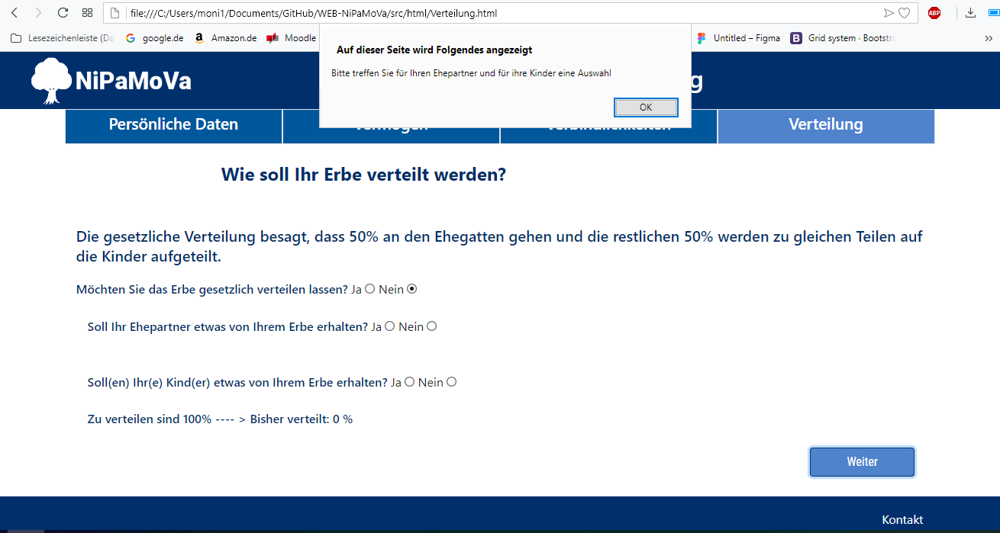 file:///C:/Users/moni1/Documents/GitHub/WEB-NiPaMoVa/src/html/Verteilung.html
ABP
Lesezeichenleiste (Da
G google.de
a Amazon.de
Moodle
Untitled – Figma
B Grid system · Bootstra
»
Auf dieser Seite wird Folgendes angezeigt
Bitte treffen Sie für Ihren Ehepartner und für ihre Kinder eine Auswahl
OK
NiPaMoVa
g
Persönliche Daten
Vermögen
Verbindlichkeiten
Verteilung
Wie soll Ihr Erbe verteilt werden?
Die gesetzliche Verteilung besagt, dass 50% an den Ehegatten gehen und die restlichen 50% werden zu gleichen Teilen auf
die Kinder aufgeteilt.
Möchten Sie das Erbe gesetzlich verteilen lassen? Ja Nein
Soll Ihr Ehepartner etwas von Ihrem Erbe erhalten? Ja Nein
Soll(en) Ihr(e) Kind(er) etwas von Ihrem Erbe erhalten? Ja Nein
Zu verteilen sind 100% ---- > Bisher verteilt: 0 %
Weiter
Kontakt